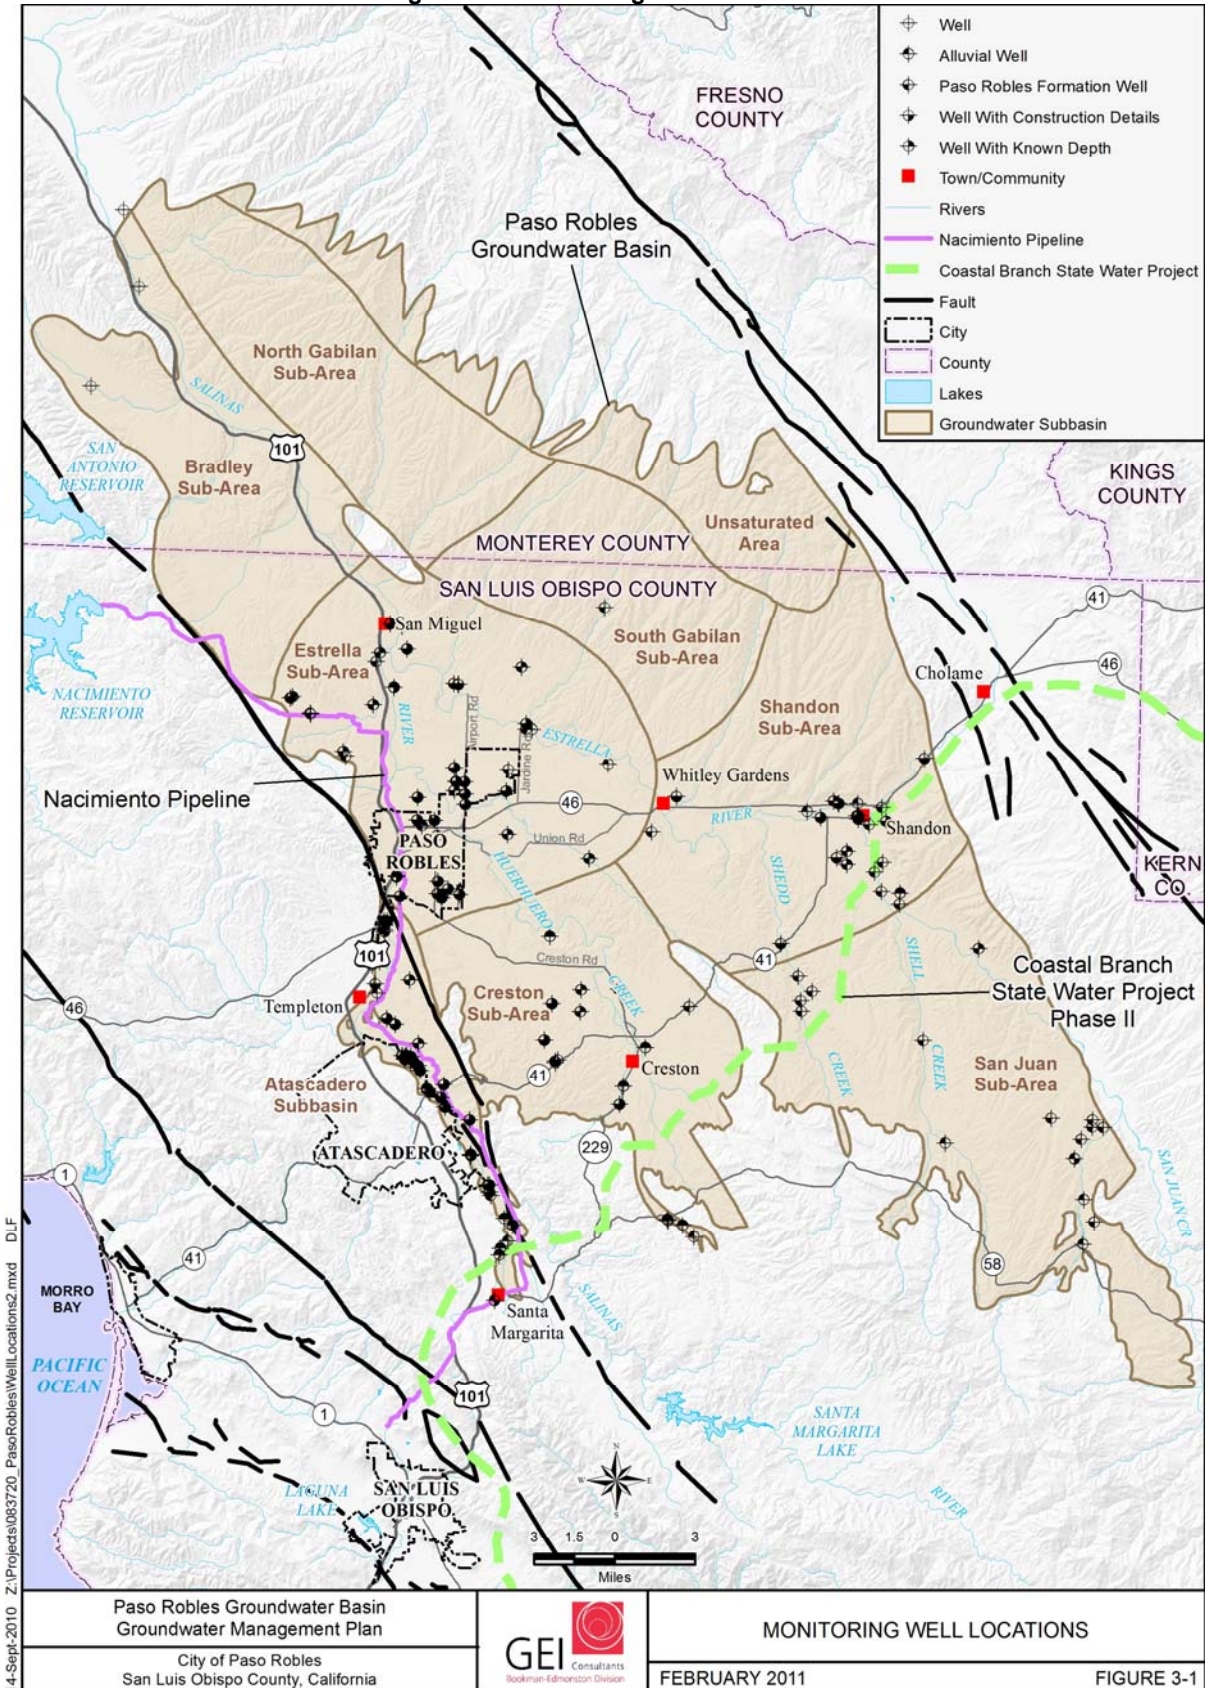 Well
Alluvial Well
Paso Robles Formation Well
Well With Construction Details
Well With Known Depth
Town/Community
Rivers
Nacimiento Pipeline
Coastal Branch State Water Project
Fault
City
County
Lakes
Groundwater Subbasin
FRESNO
COUNTY
Paso Robles
Groundwater Basin
North Gabilan
Sub-Area
SALINAS
101
SAN
ANTONIO
RESERVOIR
Bradley
Sub-Area
KINGS
COUNTY
Unsaturated
Area
MONTEREY COUNTY
SAN LUIS OBISPO COUNTY
41
San Miguel
South Gabilan
Sub-Area
Estrella
Sub-Area
46
Cholame
NACIMIENTO
RESERVOIR
RIVER
Airport Rd
Shandon
Sub-Area
ESTRELLA
Jardine Rd
Whitley Gardens
Nacimiento Pipeline
46
RIVER
Shandon
Union Rd
PASO
ROBLES
HUERHUERO
SHEDD
KERN
CO.
101
Creston Rd
41
SHELL
Coastal Branch
State Water Project
Phase II
46
Templeton
Creston
Sub-Area
CREEK
Creston
41
CREEK
CREEK
San Juan
Sub-Area
Atascadero
Subbasin
ATASCADERO
229
SAN JUAN CR
1
41
58
MORRO
BAY
SALINAS
Santa
Margarita
PACIFIC
OCEAN
101
1
SANTA
MARGARITA
LAKE
LAGUNA
LAKE
SAN LUIS
OBISPO
RIVER
N
W
E
S
3 1.5 0 3
Miles
4-Sept-2010 Z:\Projects\083720_PasoRobles\WellLocations2.mxd DLF
Paso Robles Groundwater Basin
Groundwater Management Plan
City of Paso Robles
San Luis Obispo County, California
GEI Consultants
Bookman-Edmonston Division
MONITORING WELL LOCATIONS
FEBRUARY 2011
FIGURE 3-1